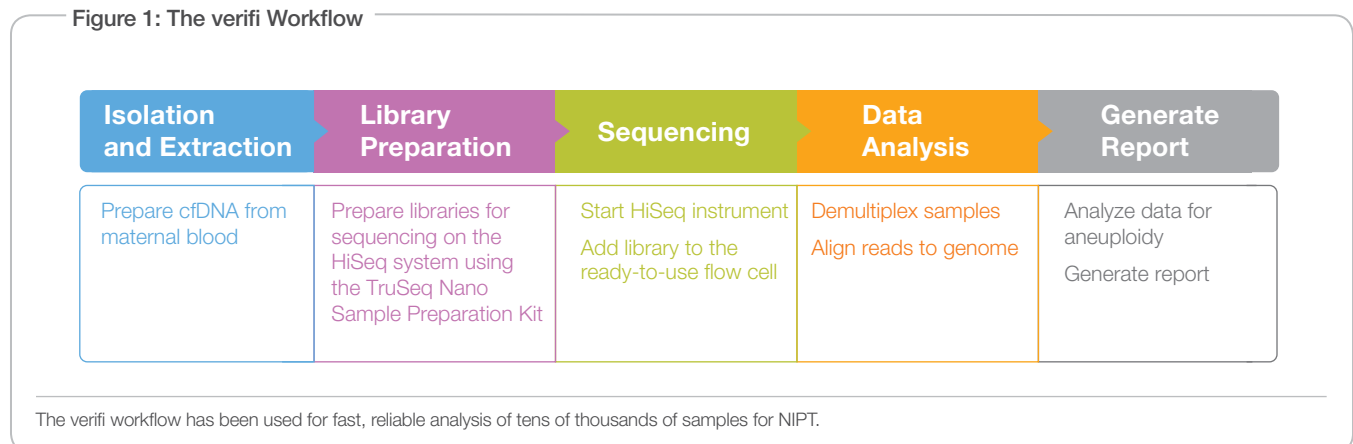 Figure 1: The verifi Workflow
Isolation
and Extraction
Library
Preparation
Sequencing
Data
Analysis
Generate
Report
Prepare cfDNA from
maternal blood
Prepare libraries for
sequencing on the
HiSeq system using
the TruSeq Nano
Sample Preparation Kit
Start HiSeq instrument
Add library to the
ready-to-use flow cell
Demultiplex samples
Align reads to genome
Analyze data for
aneuploidy
Generate report
The verifi workflow has been used for fast, reliable analysis of tens of thousands of samples for NIPT.